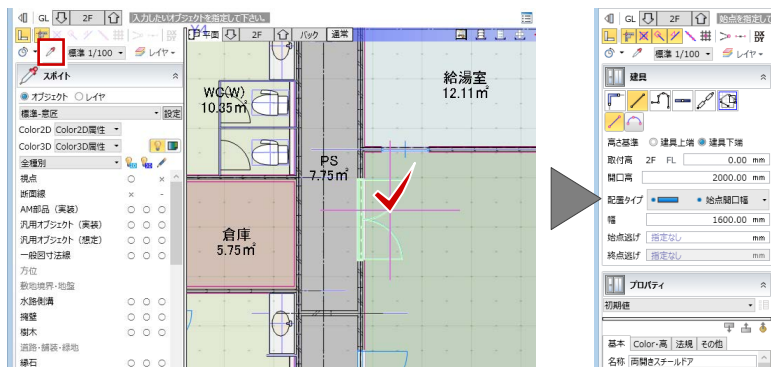 GL 2F 入力したいオブジェクトを指定して下さい。
標準 1/100 レイヤ
スポイト
オブジェクト レイヤ
標準-意匠 設定
Color2D Color2D属性
Color3D Color3D属性
全種別
視点 ○ ×
断面線 × -
AM部品（実装） ○ ○ ○
汎用オブジェクト（実装） ○ ○ ○
汎用オブジェクト（想定） ○ ○ ○
一般図寸法線 ○ ○ ○
方位
敷地境界・地盤
水路側溝 ○ ○ ○
擁壁 ○ ○ ○
樹木 ○ ○ ○
道路・舗装・緑地
縁石 ○ ○ ○
平面 2F バック 通常
WC(W)
10.35㎡
給湯室
12.11㎡
PS
7.75㎡
倉庫
5.75㎡
GL 2F 始点を指定して
標準 1/100 レイヤ
建具
高さ基準 建具上端 建具下端
取付高 2F FL 0.00 mm
開口高 2000.00 mm
配置タイプ 始点開口幅
幅 1600.00 mm
始点逃げ 指定なし mm
終点逃げ 指定なし mm
プロパティ
初期値
基本 Color・高 法規 その他
名称 両開きスチールドア